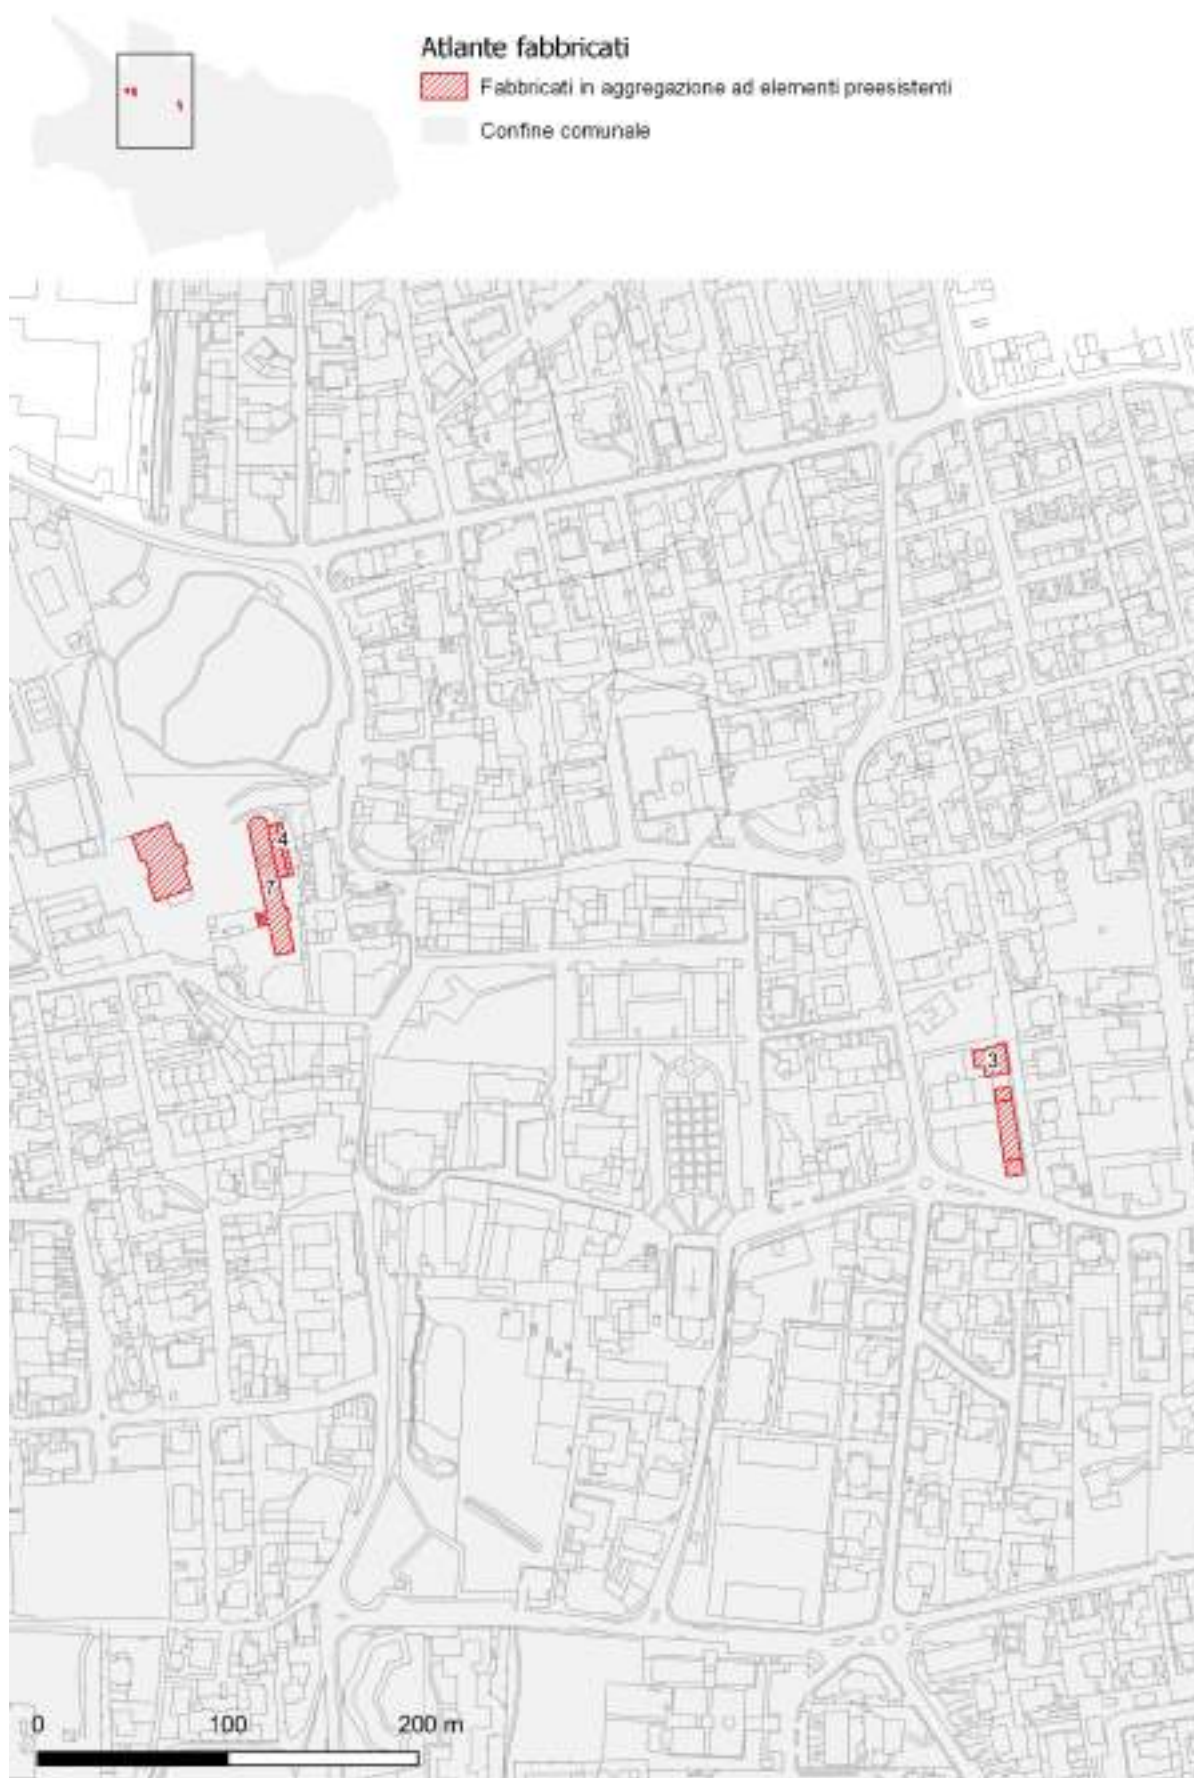 Atlante fabbricati
Fabbricati in aggregazione ad elementi preesistenti
Confine comunale
4
7
3
0 100 200 m